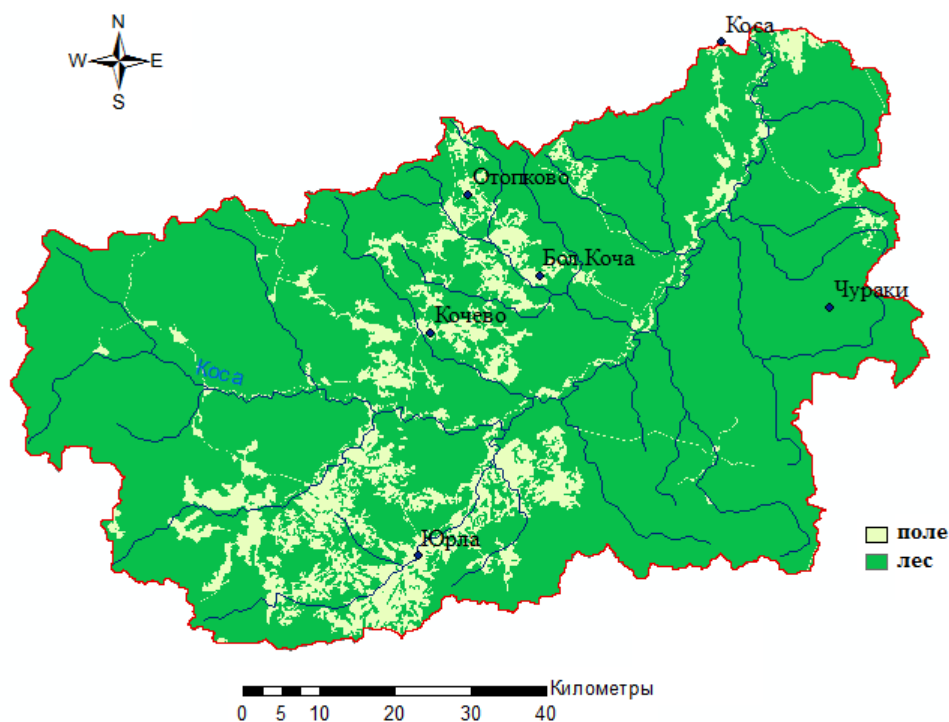 N
W E
S
Коса
Отопково
Бол.Коча
Чураки
Кочево
Коса
Юрла
поле
лес
Километры
0 5 10 20 30 40